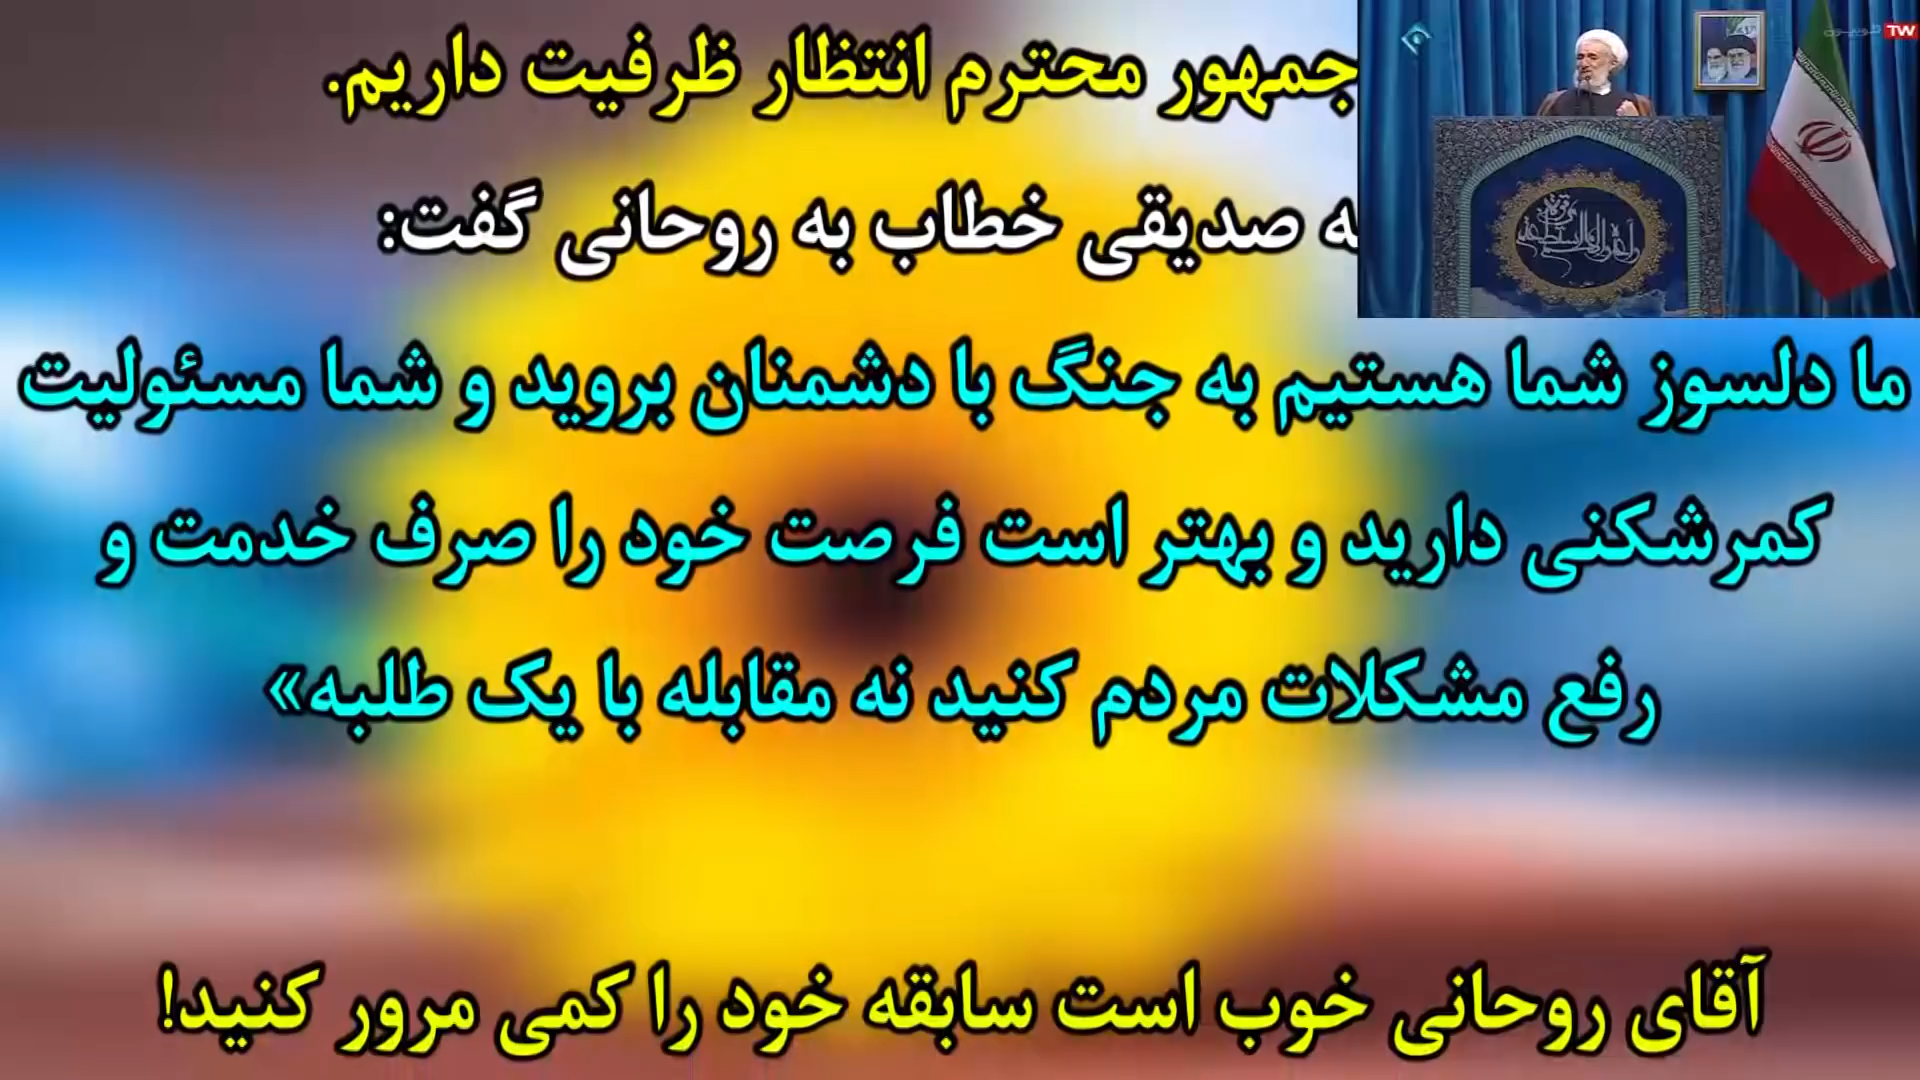 جمهور محترم انتظار ظرفیت داریم.
صدیقی خطاب به روحانی گفت:
ما دلسوز شما هستیم به جنگ با دشمنان بروید و شما مسئولیت
کمرشکنی دارید و بهتر است فرصت خود را صرف خدمت و
رفع مشکلات مردم کنید نه مقابله با یک طلبه»
آقای روحانی خوب است سابقه خود را کمی مرور کنید!
TW